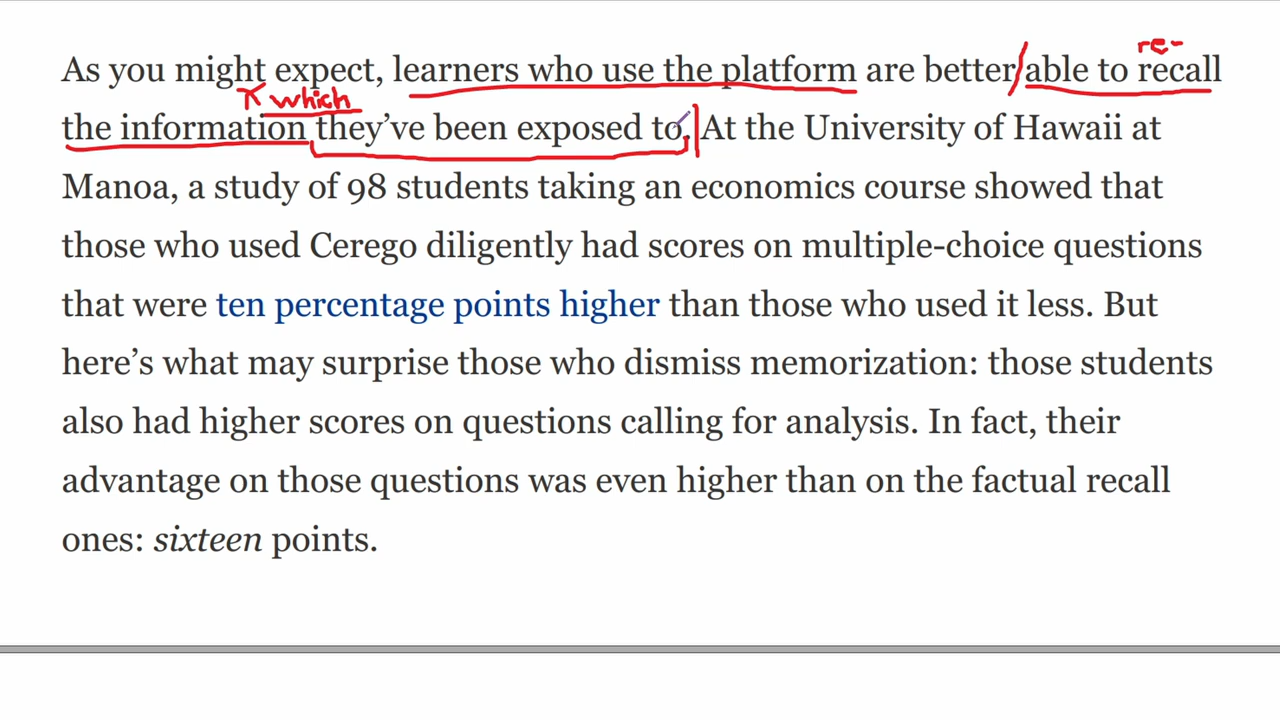 re-
As you might expect, learners who use the platform are better able to recall
which
the information they've been exposed to. At the University of Hawaii at
Manoa, a study of 98 students taking an economics course showed that
those who used Cerego diligently had scores on multiple-choice questions
that were ten percentage points higher than those who used it less. But
here's what may surprise those who dismiss memorization: those students
also had higher scores on questions calling for analysis. In fact, their
advantage on those questions was even higher than on the factual recall
ones: sixteen points.